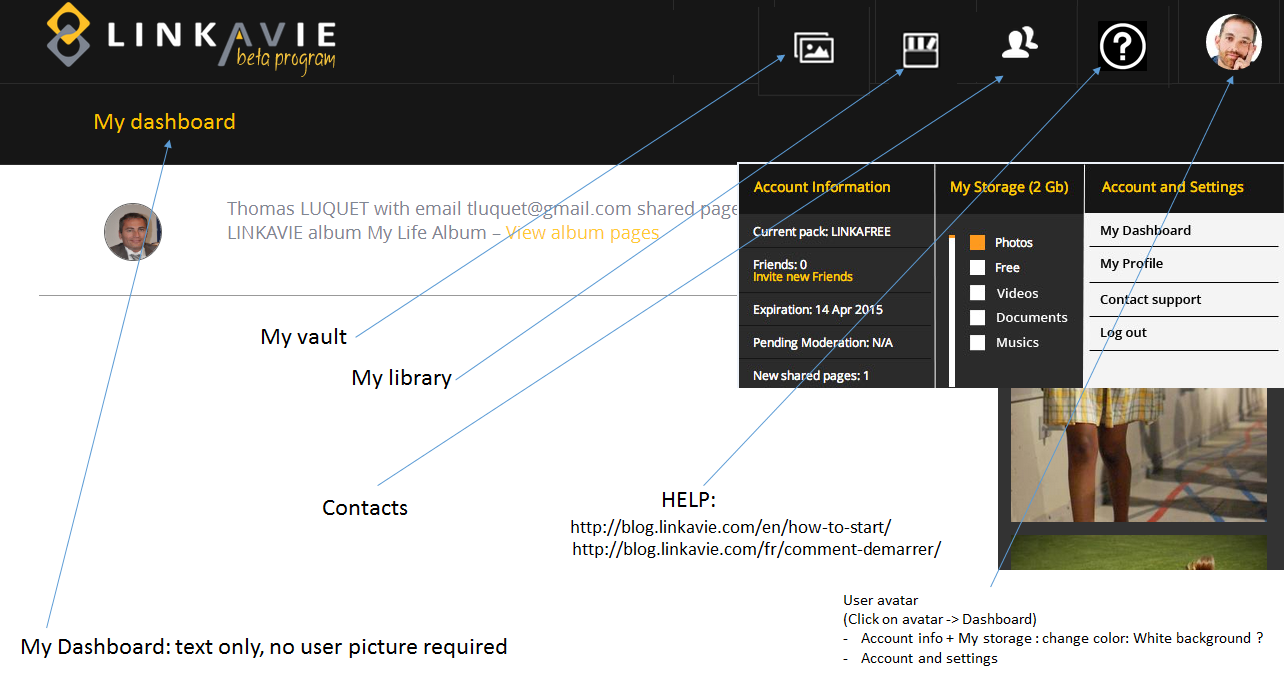 LINKAVIE
beta program
My dashboard
Thomas LUQUET with email tluquet@gmail.com shared page
LINKAVIE album My Life Album – View album pages
Account Information
Current pack: LINKAFREE
Friends: 0
Invite new Friends
Expiration: 14 Apr 2015
Pending Moderation: N/A
New shared pages: 1
My Storage (2 Gb)
Photos
Free
Videos
Documents
Musics
Account and Settings
My Dashboard
My Profile
Contact support
Log out
My vault
My library
Contacts
HELP:
http://blog.linkavie.com/en/how-to-start/
http://blog.linkavie.com/fr/comment-demarrer/
User avatar
(Click on avatar -> Dashboard)
- Account info + My storage : change color: White background ?
- Account and settings
My Dashboard: text only, no user picture required